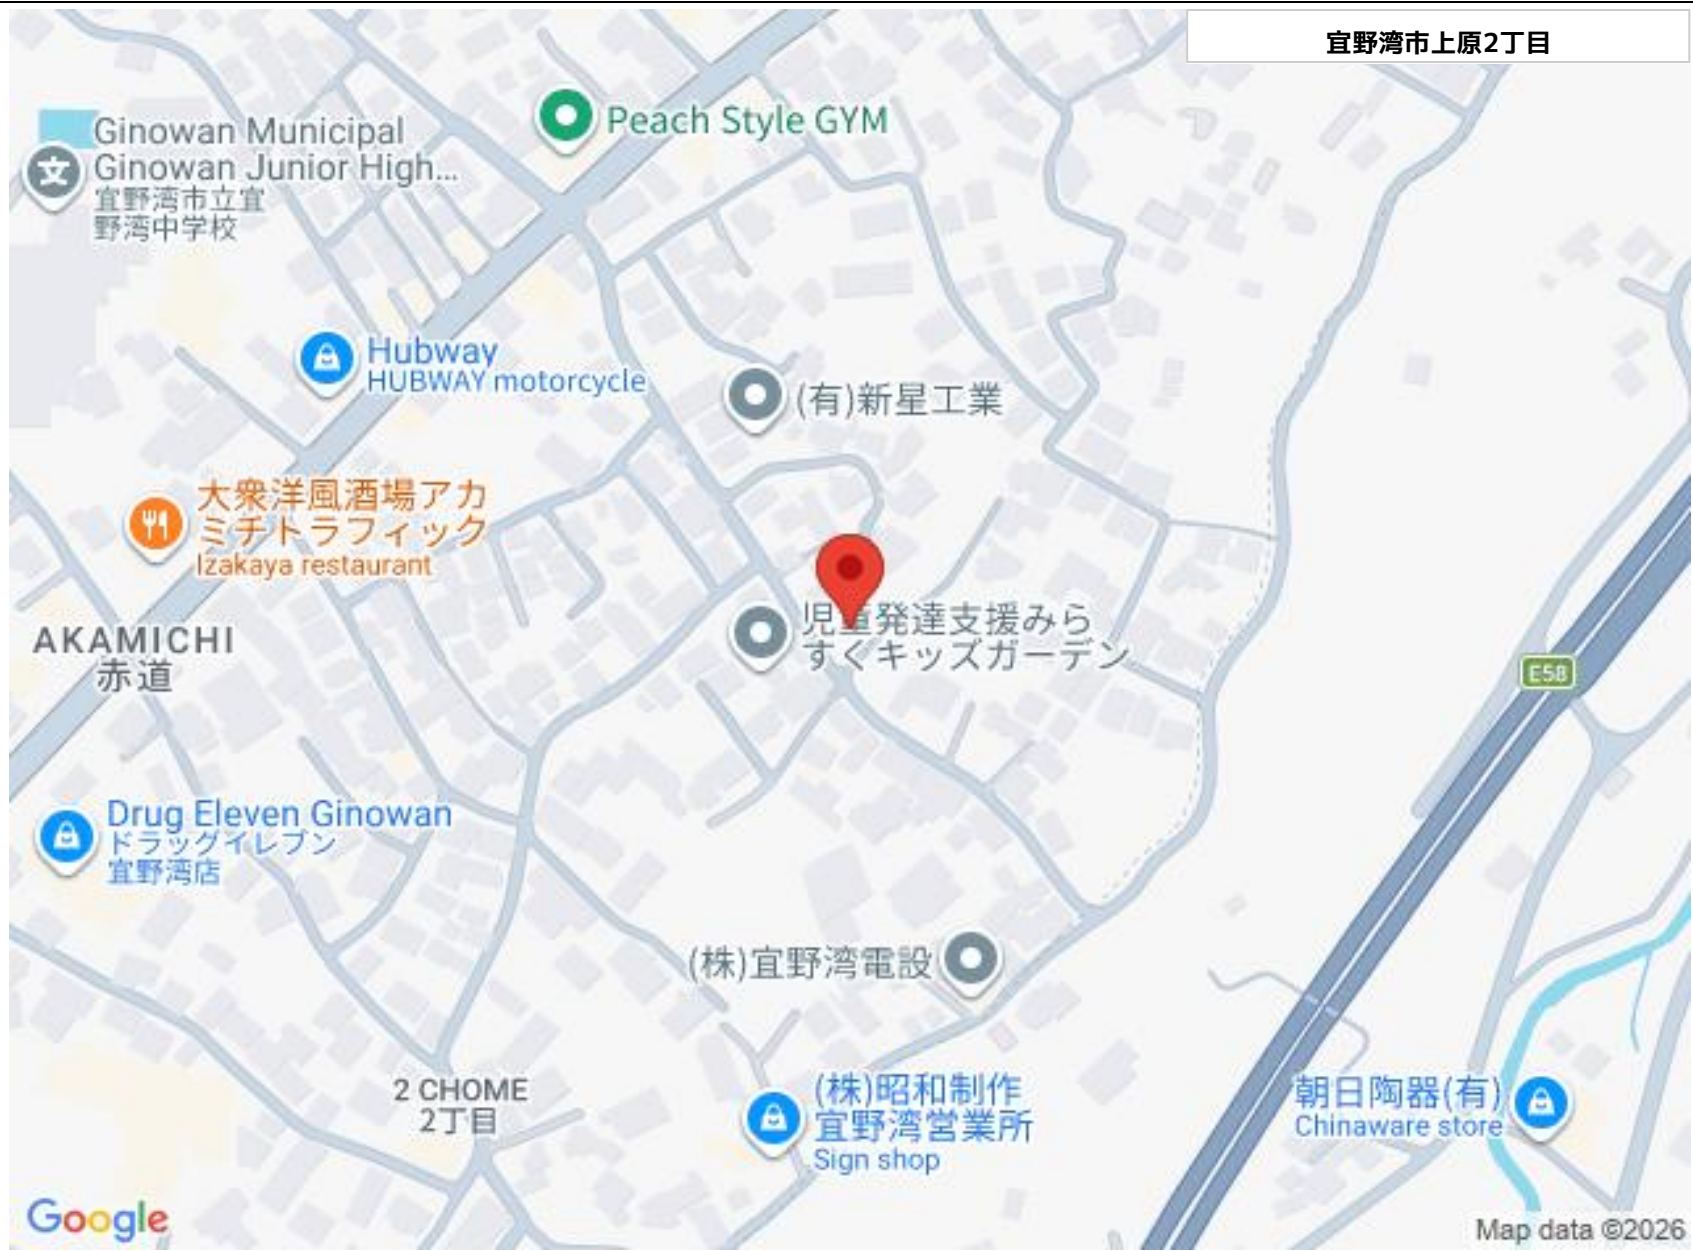 宜野湾市上原2丁目
Peach Style GYM
Ginowan Municipal
Ginowan Junior High...
宜野湾市立宜
野湾中学校
Hubway
HUBWAY motorcycle
(有)新星工業
大衆洋風酒場アカ
ミチトラフィック
Izakaya restaurant
児童発達支援みら
すくキッズガーデン
AKAMICHI
赤道
E58
Drug Eleven Ginowan
ドラッグイレブン
宜野湾店
(株)宜野湾電設
2 CHOME
2丁目
(株)昭和制作
宜野湾営業所
Sign shop
朝日陶器(有)
Chinaware store
Google
Map data ©2026